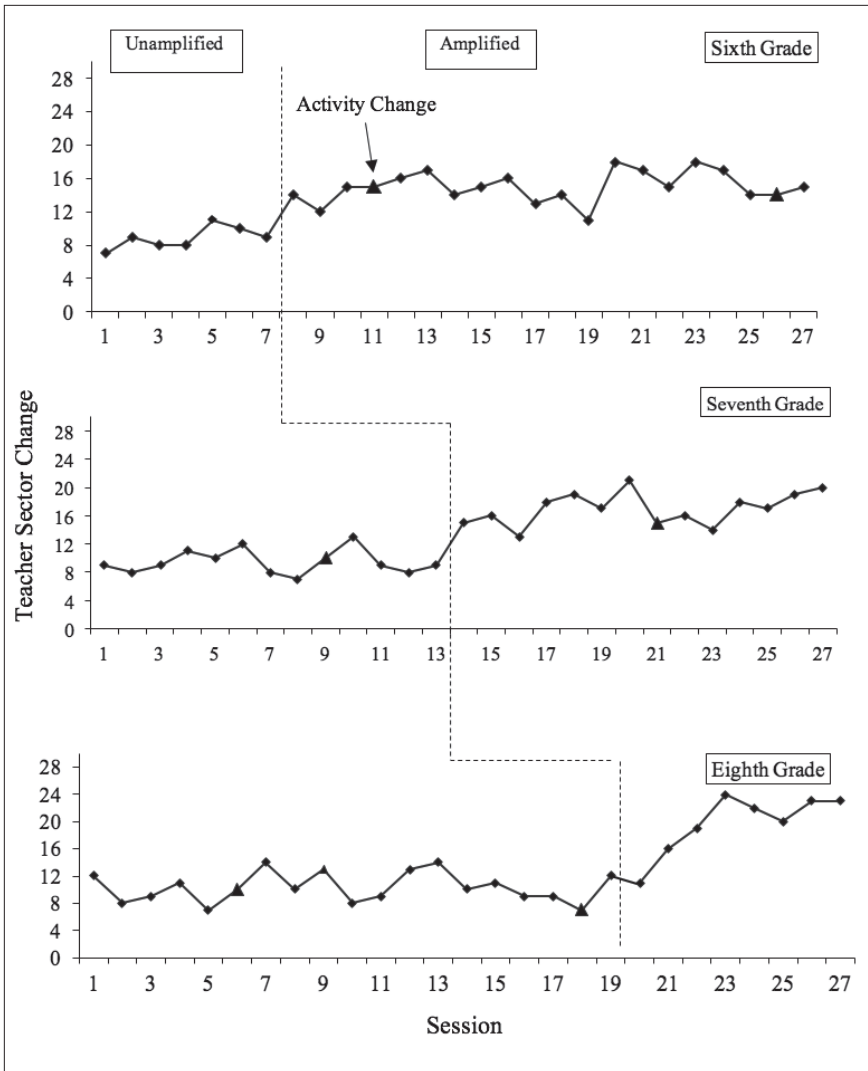 Unamplified
Amplified
Sixth Grade
Activity Change
28
24
20
16
12
8
4
0
1 3 5 7 9 11 13 15 17 19 21 23 25 27
Teacher Sector Change
Seventh Grade
28
24
20
16
12
8
4
0
1 3 5 7 9 11 13 15 17 19 21 23 25 27
Eighth Grade
28
24
20
16
12
8
4
0
1 3 5 7 9 11 13 15 17 19 21 23 25 27
Session